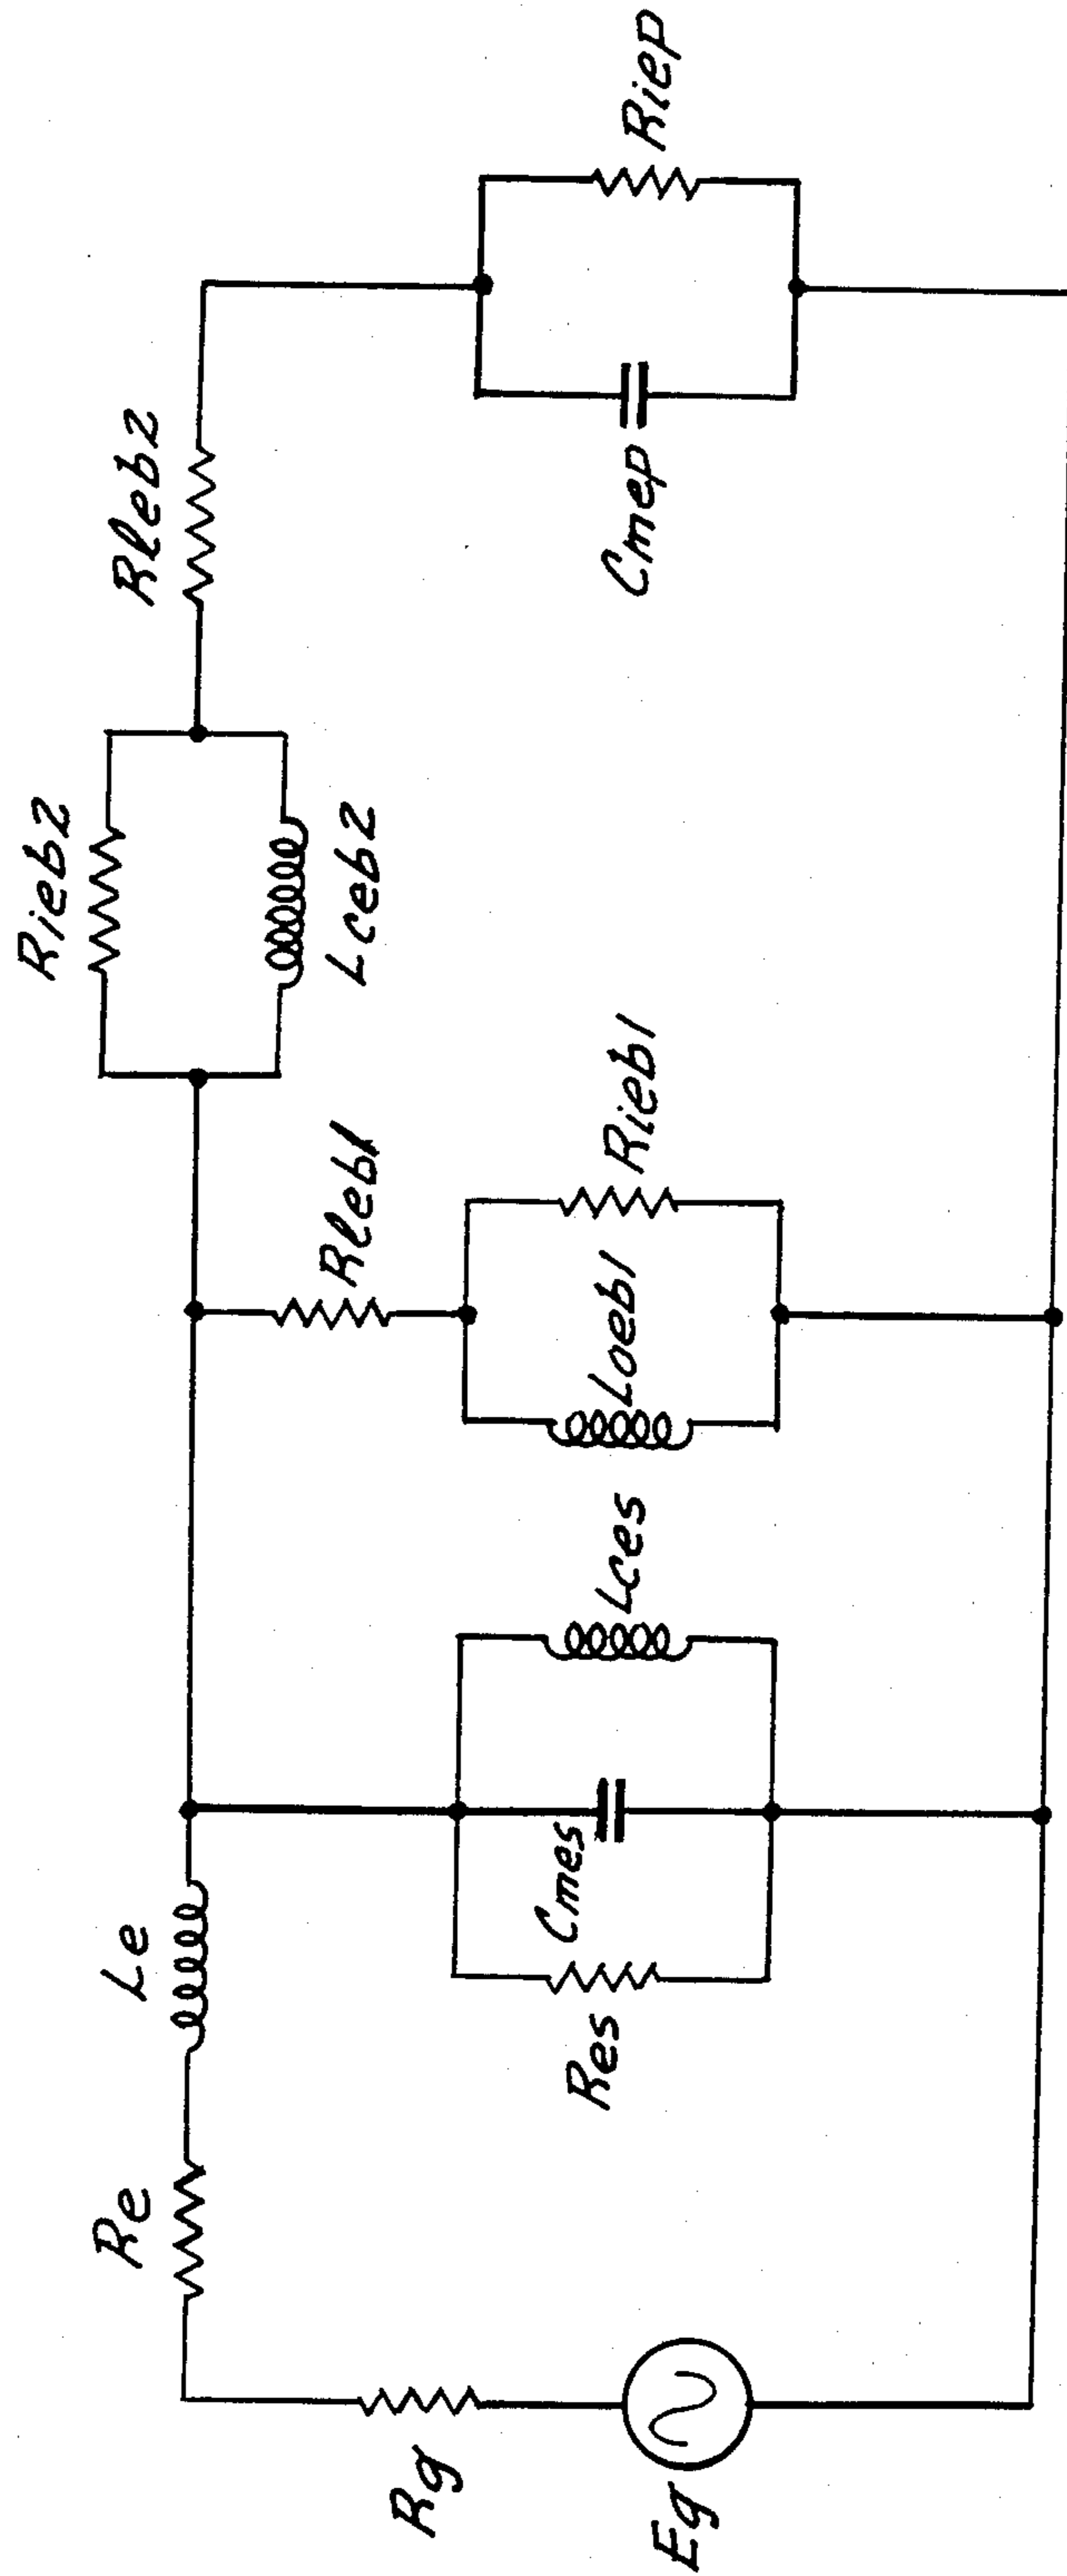 Rieb2
Rleb2
Lceb2
Re
Le
Rleb1
Rg
Eg
Res
Cmes
Lces
Loeb1
Rieb1
Cmep
Riep